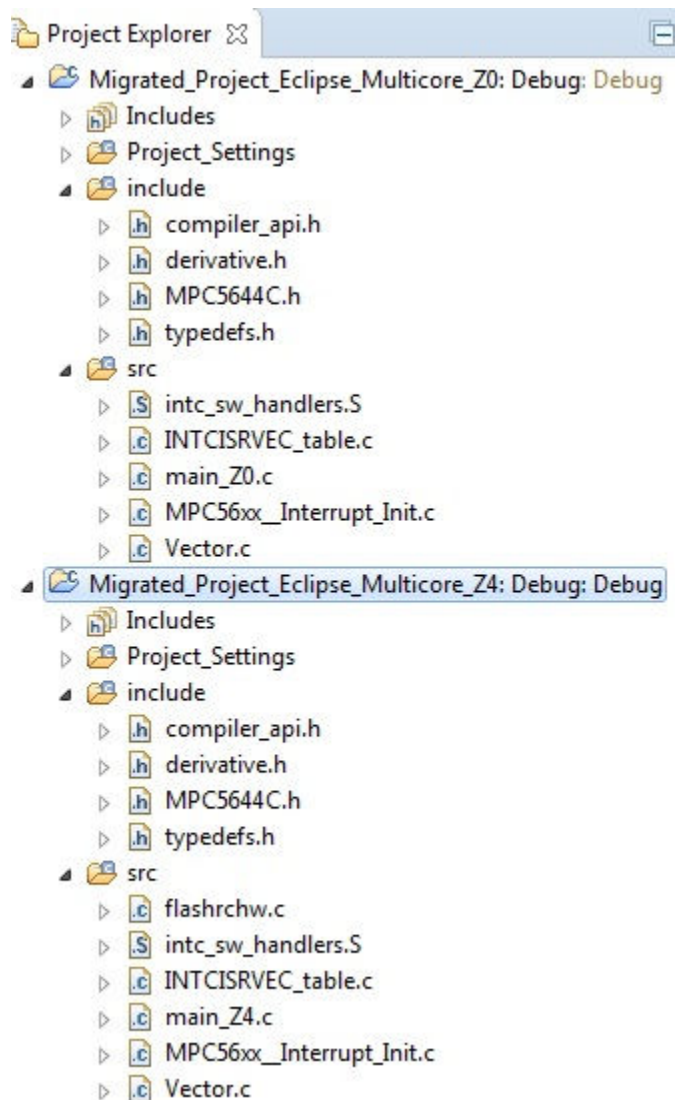 Project Explorer
Migrated_Project_Eclipse_Multicore_Z0: Debug: Debug
Includes
Project_Settings
include
compiler_api.h
derivative.h
MPC5644C.h
typedefs.h
src
intc_sw_handlers.S
INTCISRVEC_table.c
main_Z0.c
MPC56xx__Interrupt_Init.c
Vector.c
Migrated_Project_Eclipse_Multicore_Z4: Debug: Debug
Includes
Project_Settings
include
compiler_api.h
derivative.h
MPC5644C.h
typedefs.h
src
flashrchw.c
intc_sw_handlers.S
INTCISRVEC_table.c
main_Z4.c
MPC56xx__Interrupt_Init.c
Vector.c